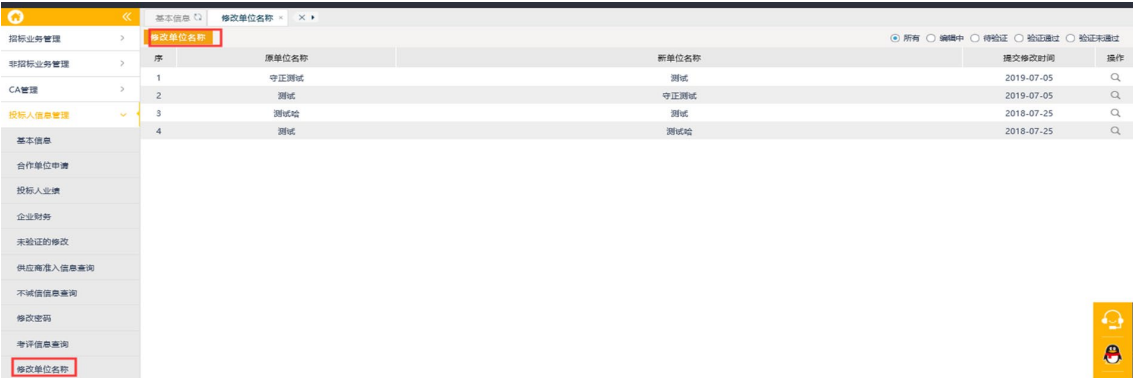 基本信息
修改单位名称
招标业务管理
非招标业务管理
CA管理
投标人信息管理
基本信息
合作单位申请
投标人业绩
企业财务
未验证的修改
供应商准入信息查询
不诚信信息查询
修改密码
考评信息查询
修改单位名称
修改单位名称
所有 编辑中 待验证 验证通过 验证未通过
序 原单位名称 新单位名称 提交修改时间 操作
1 守正测试 测试 2019-07-05
2 测试 守正测试 2019-07-05
3 测试哈 测试 2018-07-25
4 测试 测试哈 2018-07-25